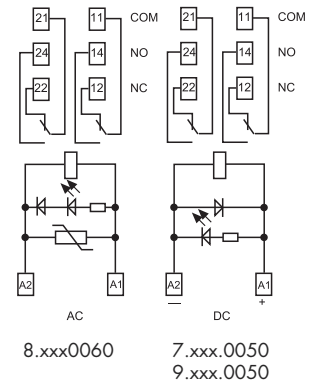 21 11 COM 21 11 COM
24 14 NO 24 14 NO
22 12 NC 22 12 NC
A2 A1 A2 A1
— +
AC DC
8.xxx0060 7.xxx.0050
9.xxx.0050